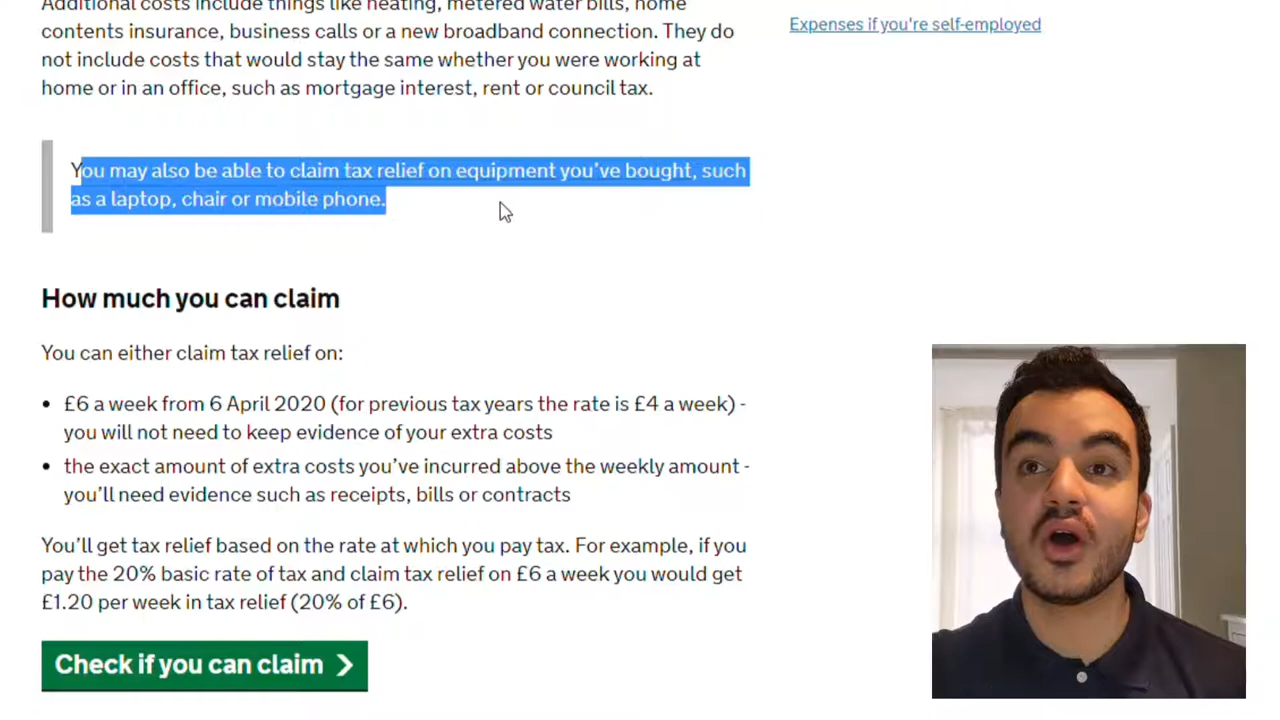 Additional costs include things like heating, metered water bills, home
contents insurance, business calls or a new broadband connection. They do
not include costs that would stay the same whether you were working at
home or in an office, such as mortgage interest, rent or council tax.
You may also be able to claim tax relief on equipment you've bought, such
as a laptop, chair or mobile phone.
How much you can claim
You can either claim tax relief on:
• £6 a week from 6 April 2020 (for previous tax years the rate is £4 a week) -
you will not need to keep evidence of your extra costs
• the exact amount of extra costs you've incurred above the weekly amount -
you'll need evidence such as receipts, bills or contracts
You'll get tax relief based on the rate at which you pay tax. For example, if you
pay the 20% basic rate of tax and claim tax relief on £6 a week you would get
£1.20 per week in tax relief (20% of £6).
Check if you can claim
Expenses if you're self-employed